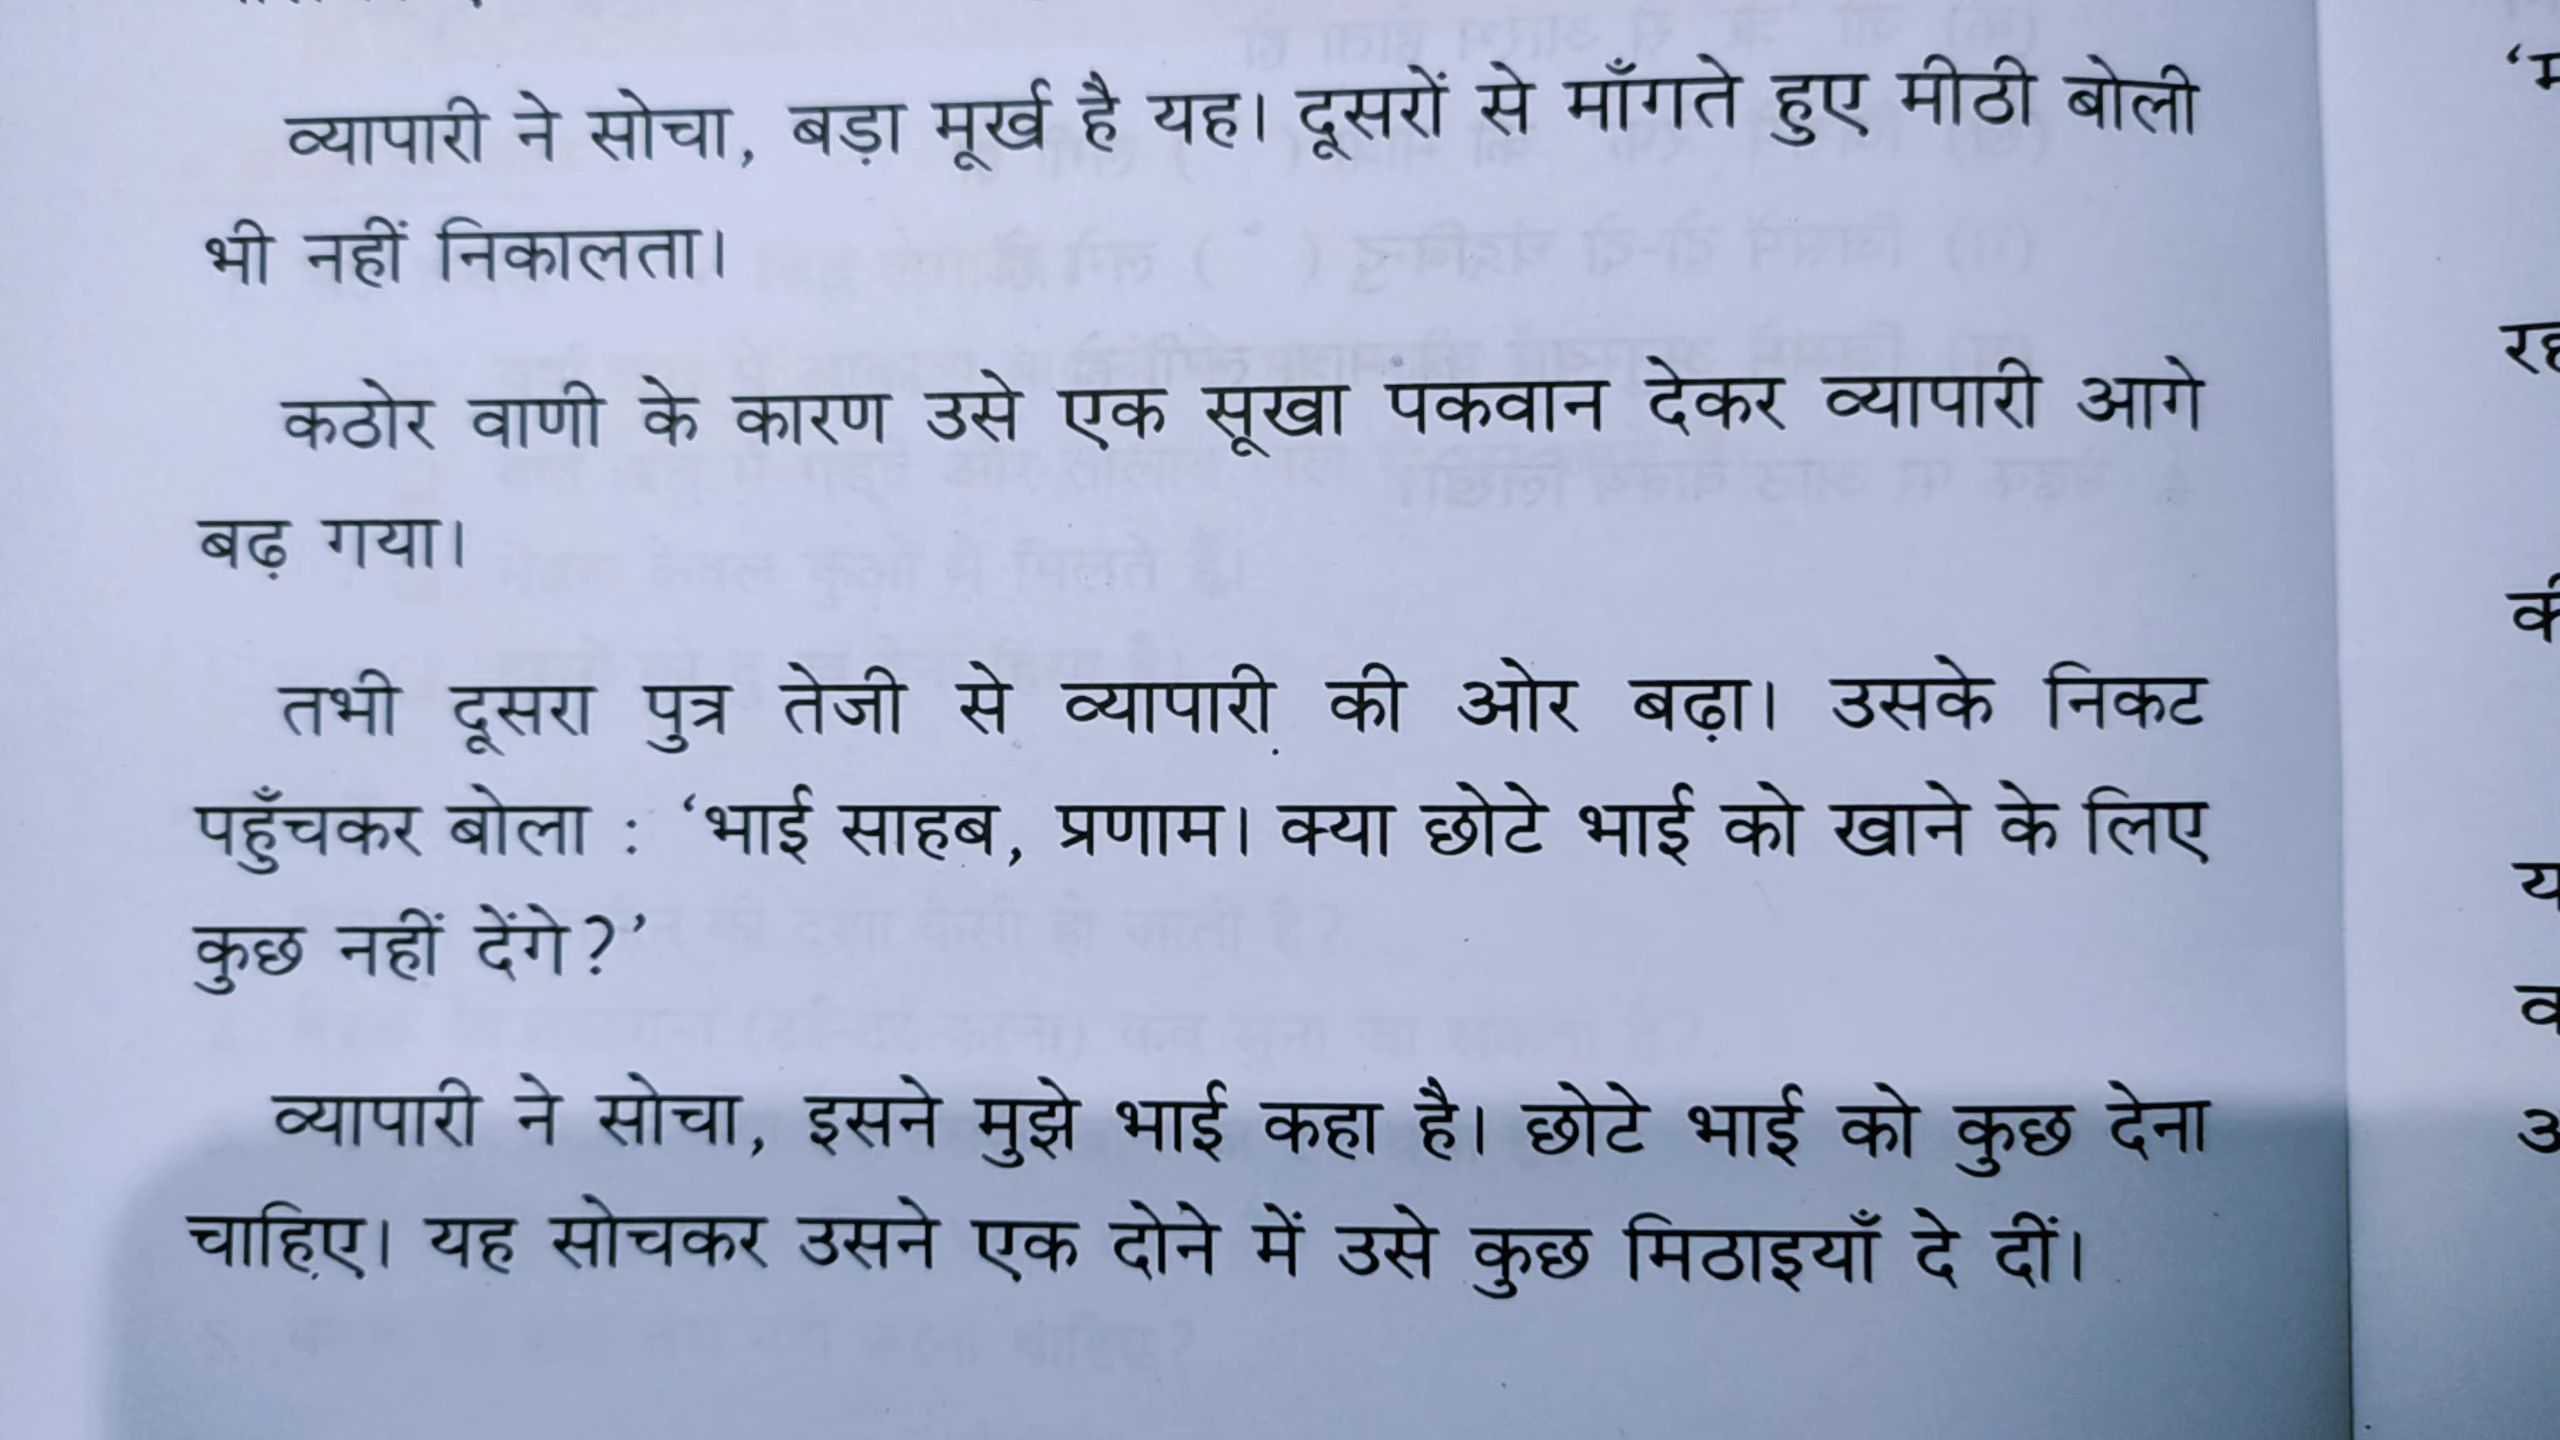 व्यापारी ने सोचा, बड़ा मूर्ख है यह। दूसरों से माँगते हुए मीठी बोली
भी नहीं निकालता।
कठोर वाणी के कारण उसे एक सूखा पकवान देकर व्यापारी आगे
बढ़ गया।
तभी दूसरा पुत्र तेजी से व्यापारी की ओर बढ़ा। उसके निकट
पहुँचकर बोला : ‘भाई साहब, प्रणाम। क्या छोटे भाई को खाने के लिए
कुछ नहीं देंगे?’
व्यापारी ने सोचा, इसने मुझे भाई कहा है। छोटे भाई को कुछ देना
चाहिए। यह सोचकर उसने एक दोने में उसे कुछ मिठाइयाँ दे दीं।